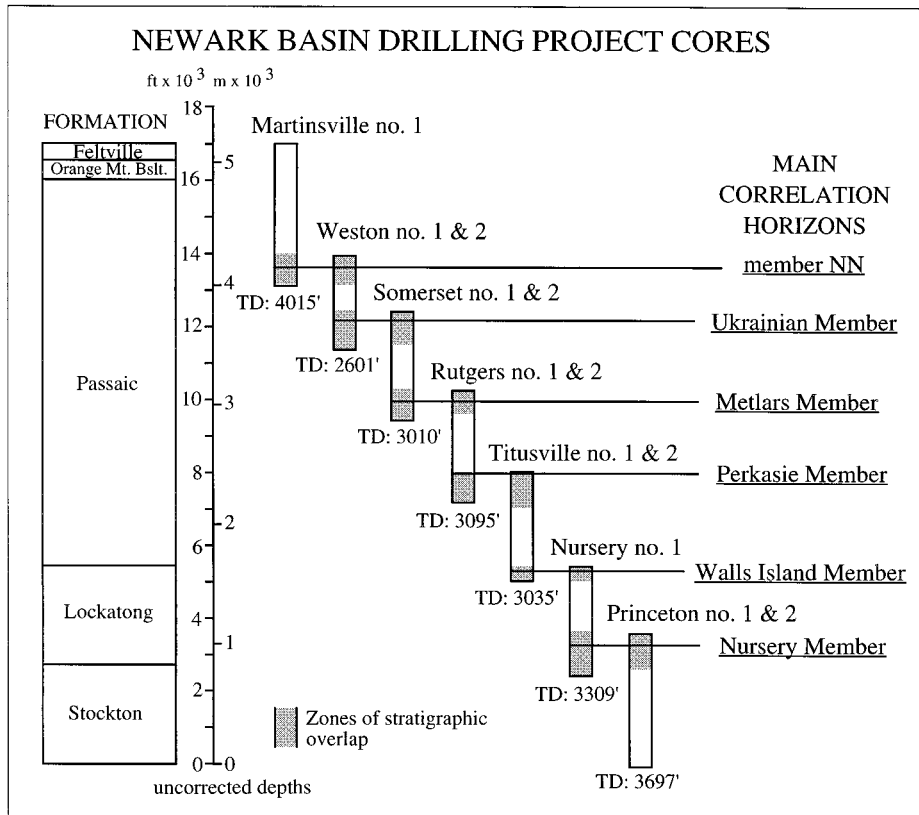 NEWARK BASIN DRILLING PROJECT CORES
ft x 10 3 m x 10 3
FORMATION
Feltville
Orange Mt. Bslt.
Passaic
Lockatong
Stockton
18
16
14
12
10
8
6
4
2
0
5
4
3
2
1
0
uncorrected depths
Martinsville no. 1
TD: 4015'
Weston no. 1 & 2
TD: 2601'
Somerset no. 1 & 2
TD: 3010'
Rutgers no. 1 & 2
TD: 3095'
Titusville no. 1 & 2
TD: 3035'
Nursery no. 1
TD: 3309'
Princeton no. 1 & 2
TD: 3697'
MAIN
CORRELATION
HORIZONS
member NN
Ukrainian Member
Metlars Member
Perkasie Member
Walls Island Member
Nursery Member
Zones of stratigraphic
overlap